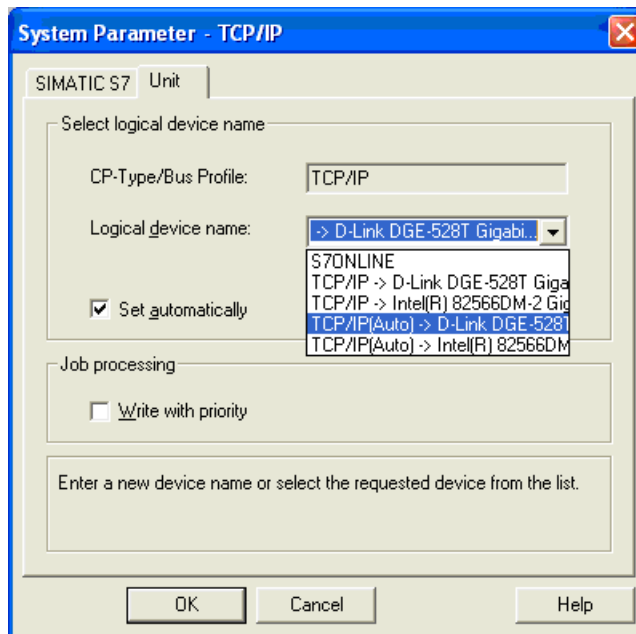 System Parameter - TCP/IP
SIMATIC S7 Unit
Select logical device name
CP-Type/Bus Profile: TCP/IP
Logical device name: -> D-Link DGE-528T Gigabi...
S7ONLINE
TCP/IP -> D-Link DGE-528T Giga
TCP/IP -> Intel(R) 82566DM-2 Gig
Set automatically
TCP/IP(Auto) -> D-Link DGE-528T
TCP/IP(Auto) -> Intel(R) 82566DM
Job processing
Write with priority
Enter a new device name or select the requested device from the list.
OK Cancel Help